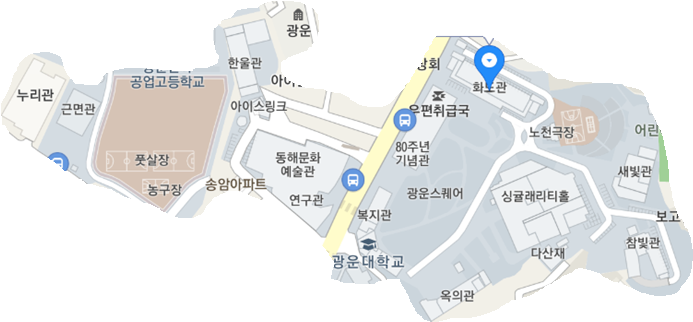 광운
한울관
공업고등학교
누리관
근면관
아이스링크
풋살장
농구장
송암아파트
동해문화
예술관
연구관
화도관
우편취급국
80주년
기념관
노천극장
어린
새빛관
광운스퀘어
싱귤래리티홀
복지관
보고
참빛관
광운대학교
다산재
옥의관